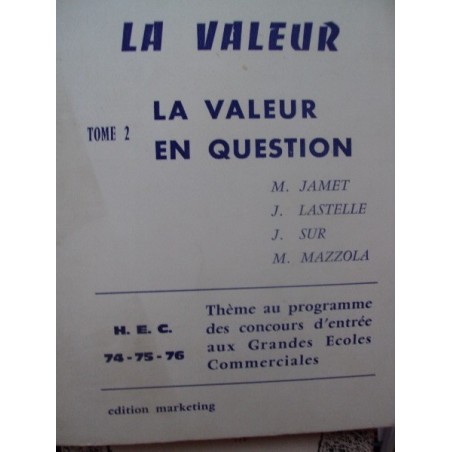 LA VALEUR
TOME 2
LA VALEUR
EN QUESTION
M. JAMET
J. LASTELLE
J. SUR
M. MAZZOLA
H. E. C.
74-75-76
Thème au programme
des concours d'entrée
aux Grandes Ecoles
Commerciales
edition marketing